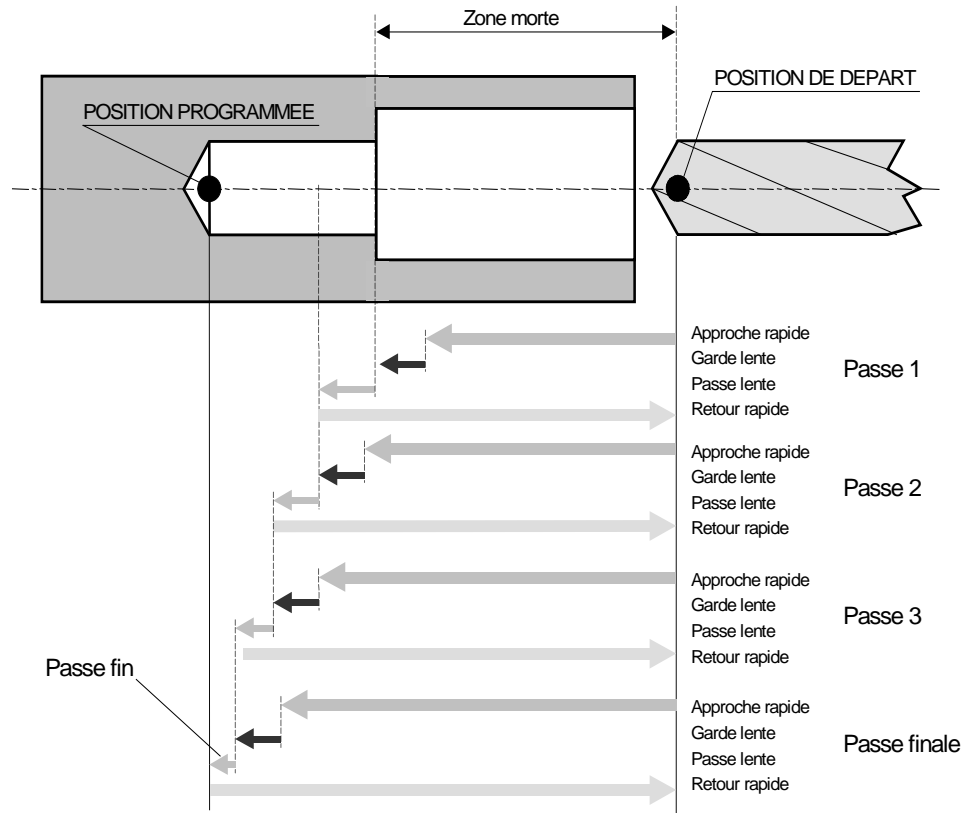 Zone morte
POSITION DE DEPART
POSITION PROGRAMMEE
Approche rapide
Garde lente
Passe lente
Retour rapide
Passe 1
Approche rapide
Garde lente
Passe lente
Retour rapide
Passe 2
Approche rapide
Garde lente
Passe lente
Retour rapide
Passe 3
Passe fin
Approche rapide
Garde lente
Passe lente
Retour rapide
Passe finale